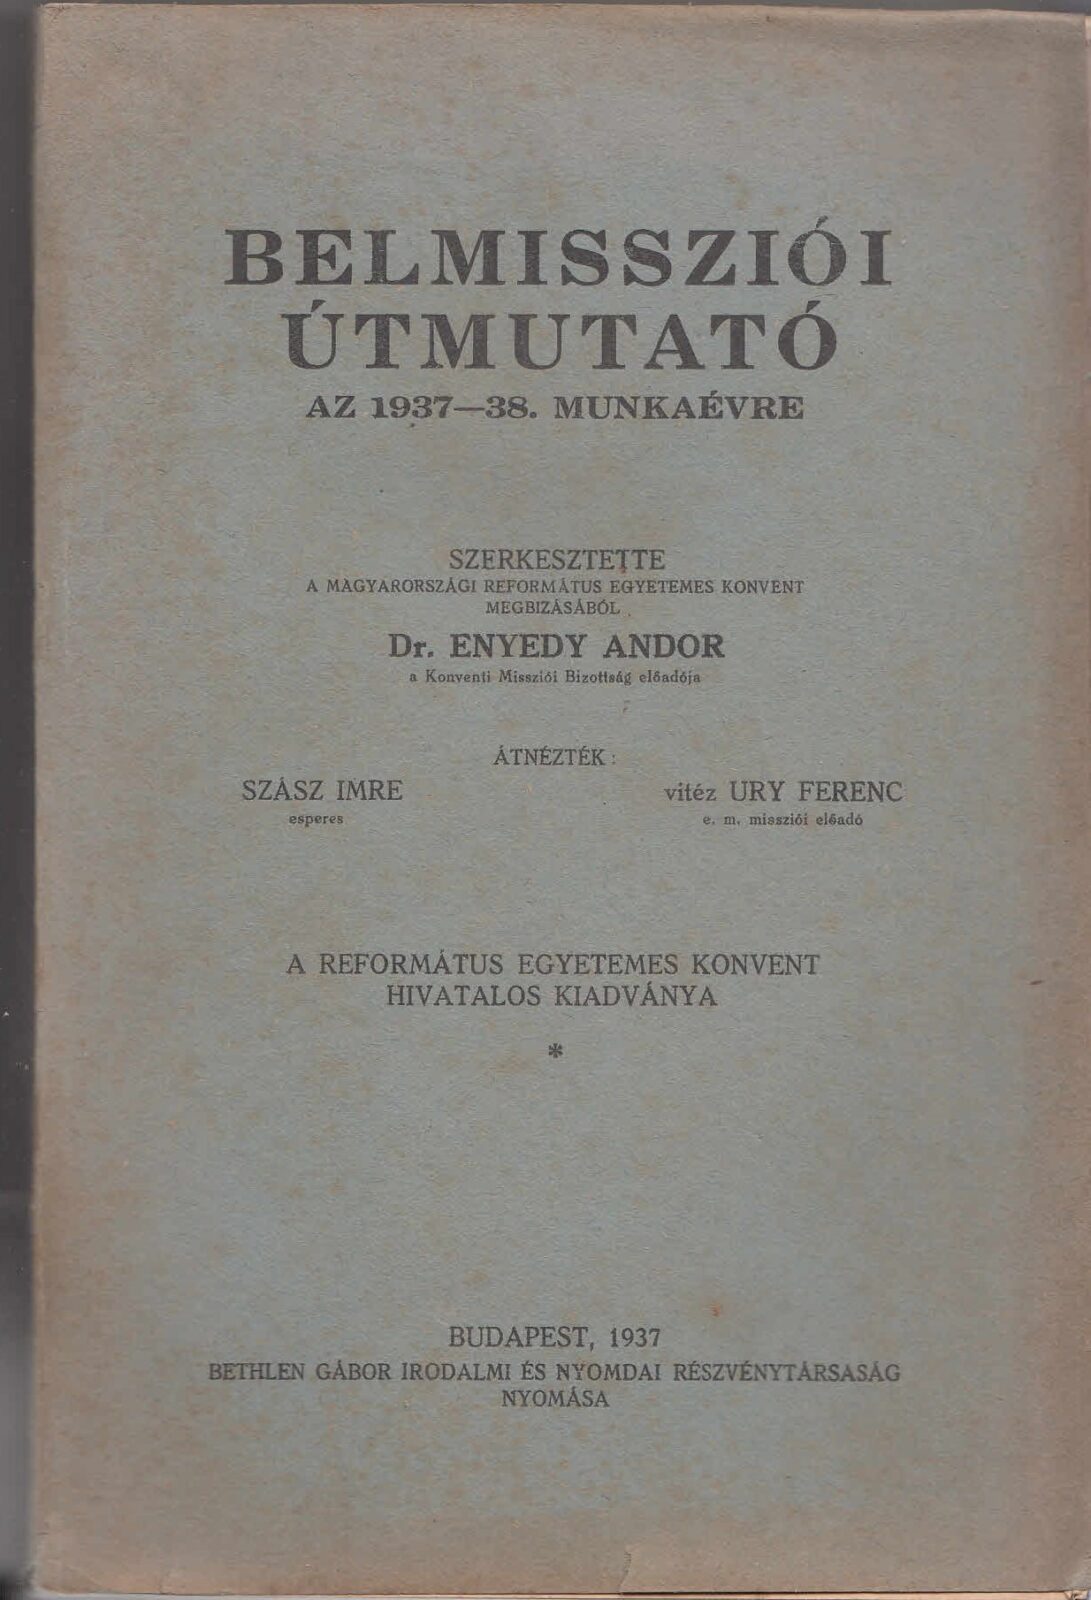 BELMISSZIÓI
ÚTMUTATÓ
AZ 1937—38. MUNKAÉVRE
SZERKESZTETTE
A MAGYARORSZÁGI REFORMÁTUS EGYETEMES KONVENT
MEGBIZÁSÁBÓL
Dr. ENYEDY ANDOR
a Konventi Missziói Bizottság előadója
ÁTNÉZTÉK:
SZÁSZ IMRE vitéz URY FERENC
esperes e. m. missziói előadó
A REFORMÁTUS EGYETEMES KONVENT
HIVATALOS KIADVÁNYA
*
BUDAPEST, 1937
BETHLEN GÁBOR IRODALMI ÉS NYOMDAI RÉSZVÉNYTÁRSASÁG
NYOMÁSA